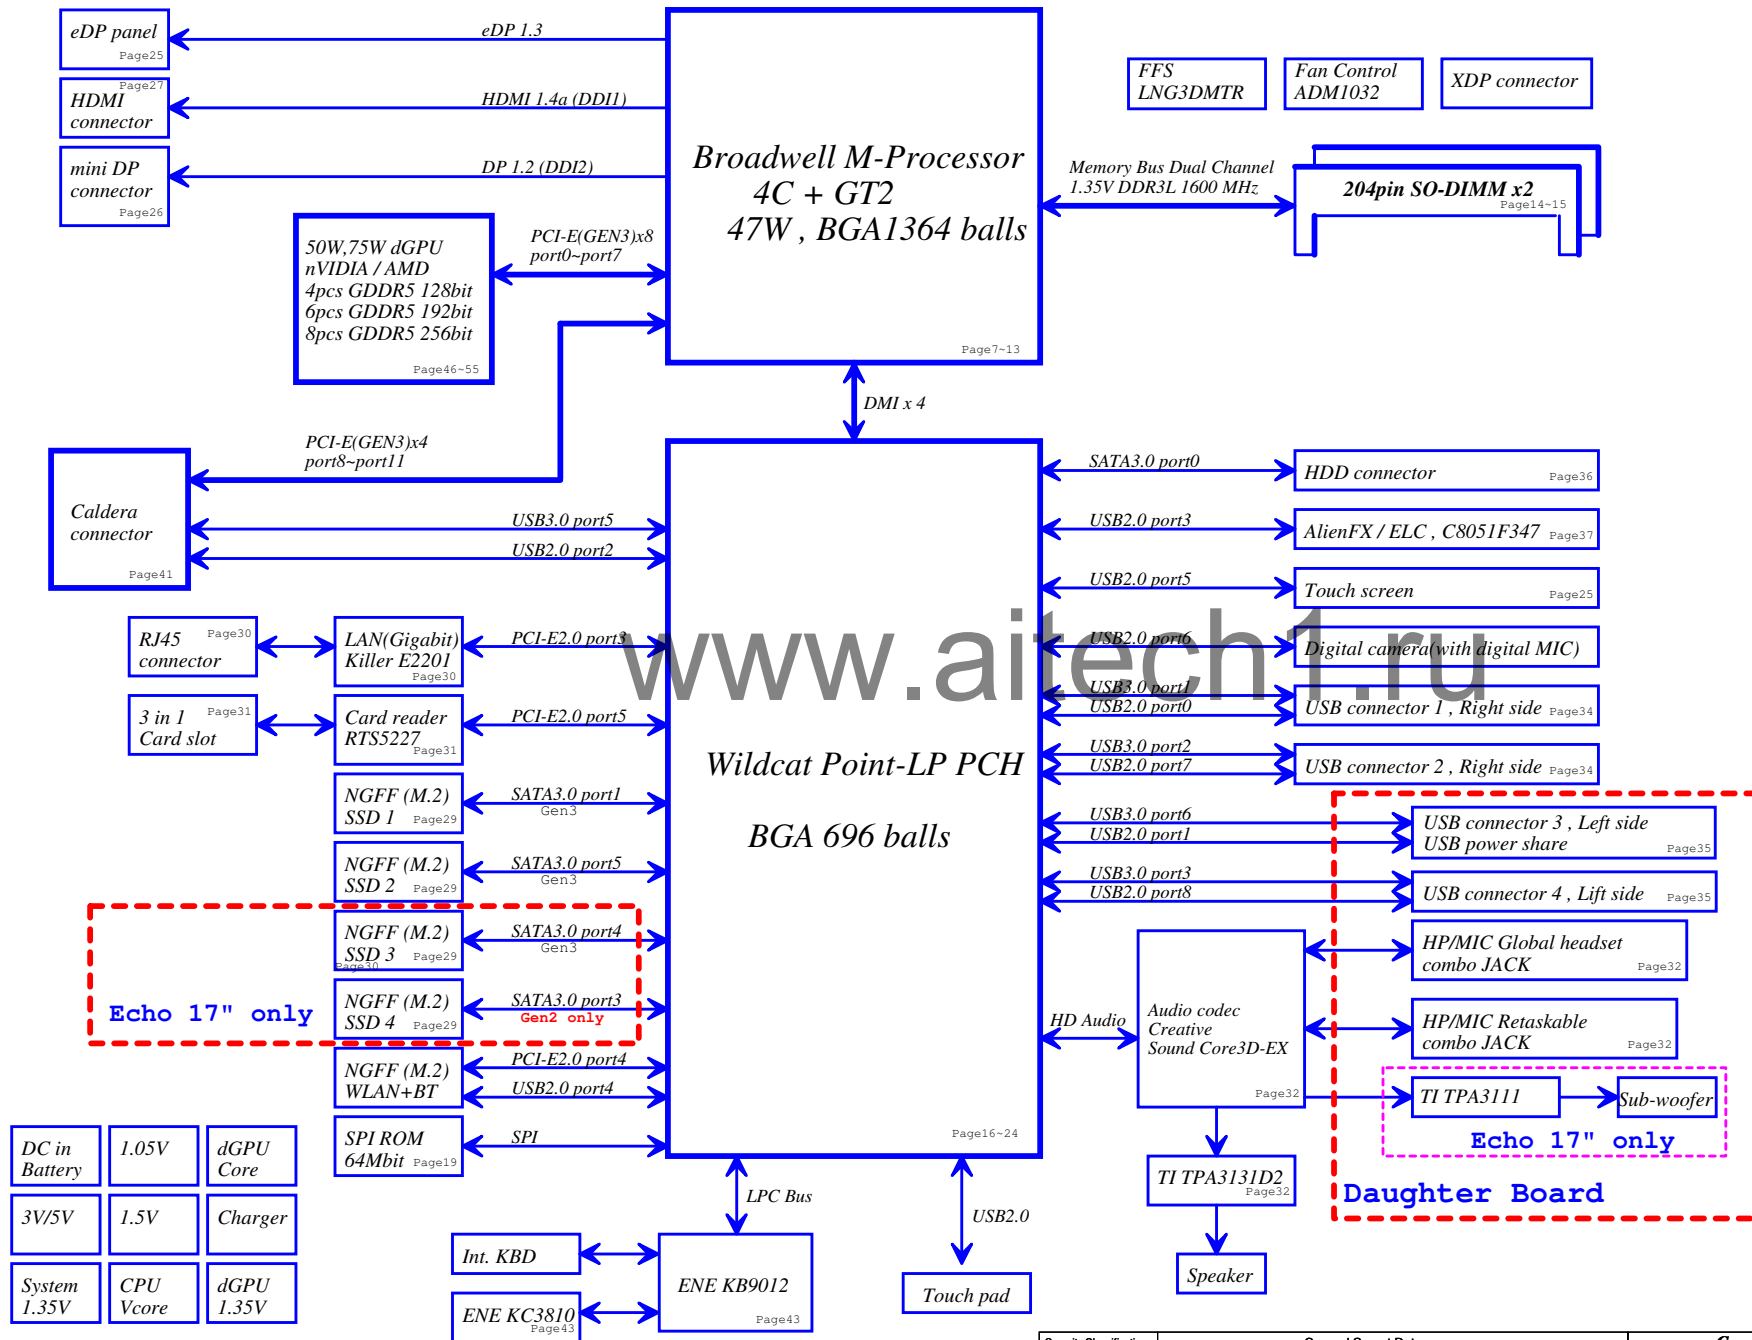 eDP panel
Page25
eDP 1.3
Page27
HDMI
connector
HDMI 1.4a (DDI1)
mini DP
connector
Page26
DP 1.2 (DDI2)
Broadwell M-Processor
4C + GT2
47W , BGA1364 balls
Page7~13
FFS
LNG3DMTR
Fan Control
ADM1032
XDP connector
Memory Bus Dual Channel
1.35V DDR3L 1600 MHz
204pin SO-DIMM x2
Page14~15
50W,75W dGPU
nVIDIA / AMD
4pcs GDDR5 128bit
6pcs GDDR5 192bit
8pcs GDDR5 256bit
Page46~55
PCI-E(GEN3)x8
port0~port7
DMI x 4
PCI-E(GEN3)x4
port8~port11
Caldera
connector
Page41
USB3.0 port5
USB2.0 port2
RJ45
connector
Page30
LAN(Gigabit)
Killer E2201
Page30
PCI-E2.0 port3
3 in 1
Card slot
Page31
Card reader
RTS5227
Page31
PCI-E2.0 port5
NGFF (M.2)
SSD 1
Page29
SATA3.0 port1
Gen3
NGFF (M.2)
SSD 2
Page29
SATA3.0 port5
Gen3
NGFF (M.2)
SSD 3
Page29
Page30
SATA3.0 port4
Gen3
Echo 17" only
NGFF (M.2)
SSD 4
Page29
SATA3.0 port3
Gen2 only
NGFF (M.2)
WLAN+BT
PCI-E2.0 port4
USB2.0 port4
SPI ROM
64Mbit
Page19
SPI
Wildcat Point-LP PCH
BGA 696 balls
Page16~24
www.aitech1.ru
SATA3.0 port0
HDD connector
Page36
USB2.0 port3
AlienFX / ELC , C8051F347
Page37
USB2.0 port5
Touch screen
Page25
USB2.0 port6
Digital camera(with digital MIC)
USB3.0 port1
USB2.0 port0
USB connector 1 , Right side
Page34
USB3.0 port2
USB2.0 port7
USB connector 2 , Right side
Page34
USB3.0 port6
USB2.0 port1
USB connector 3 , Left side
USB power share
Page35
USB3.0 port3
USB2.0 port8
USB connector 4 , Lift side
Page35
HD Audio
Audio codec
Creative
Sound Core3D-EX
Page32
HP/MIC Global headset
combo JACK
Page32
HP/MIC Retaskable
combo JACK
Page32
TI TPA3111
Sub-woofer
Echo 17" only
Daughter Board
TI TPA3131D2
Page32
Speaker
LPC Bus
USB2.0
Touch pad
Int. KBD
ENE KB9012
Page43
ENE KC3810
Page43
DC in
Battery
1.05V
dGPU
Core
3V/5V
1.5V
Charger
System
1.35V
CPU
Vcore
dGPU
1.35V